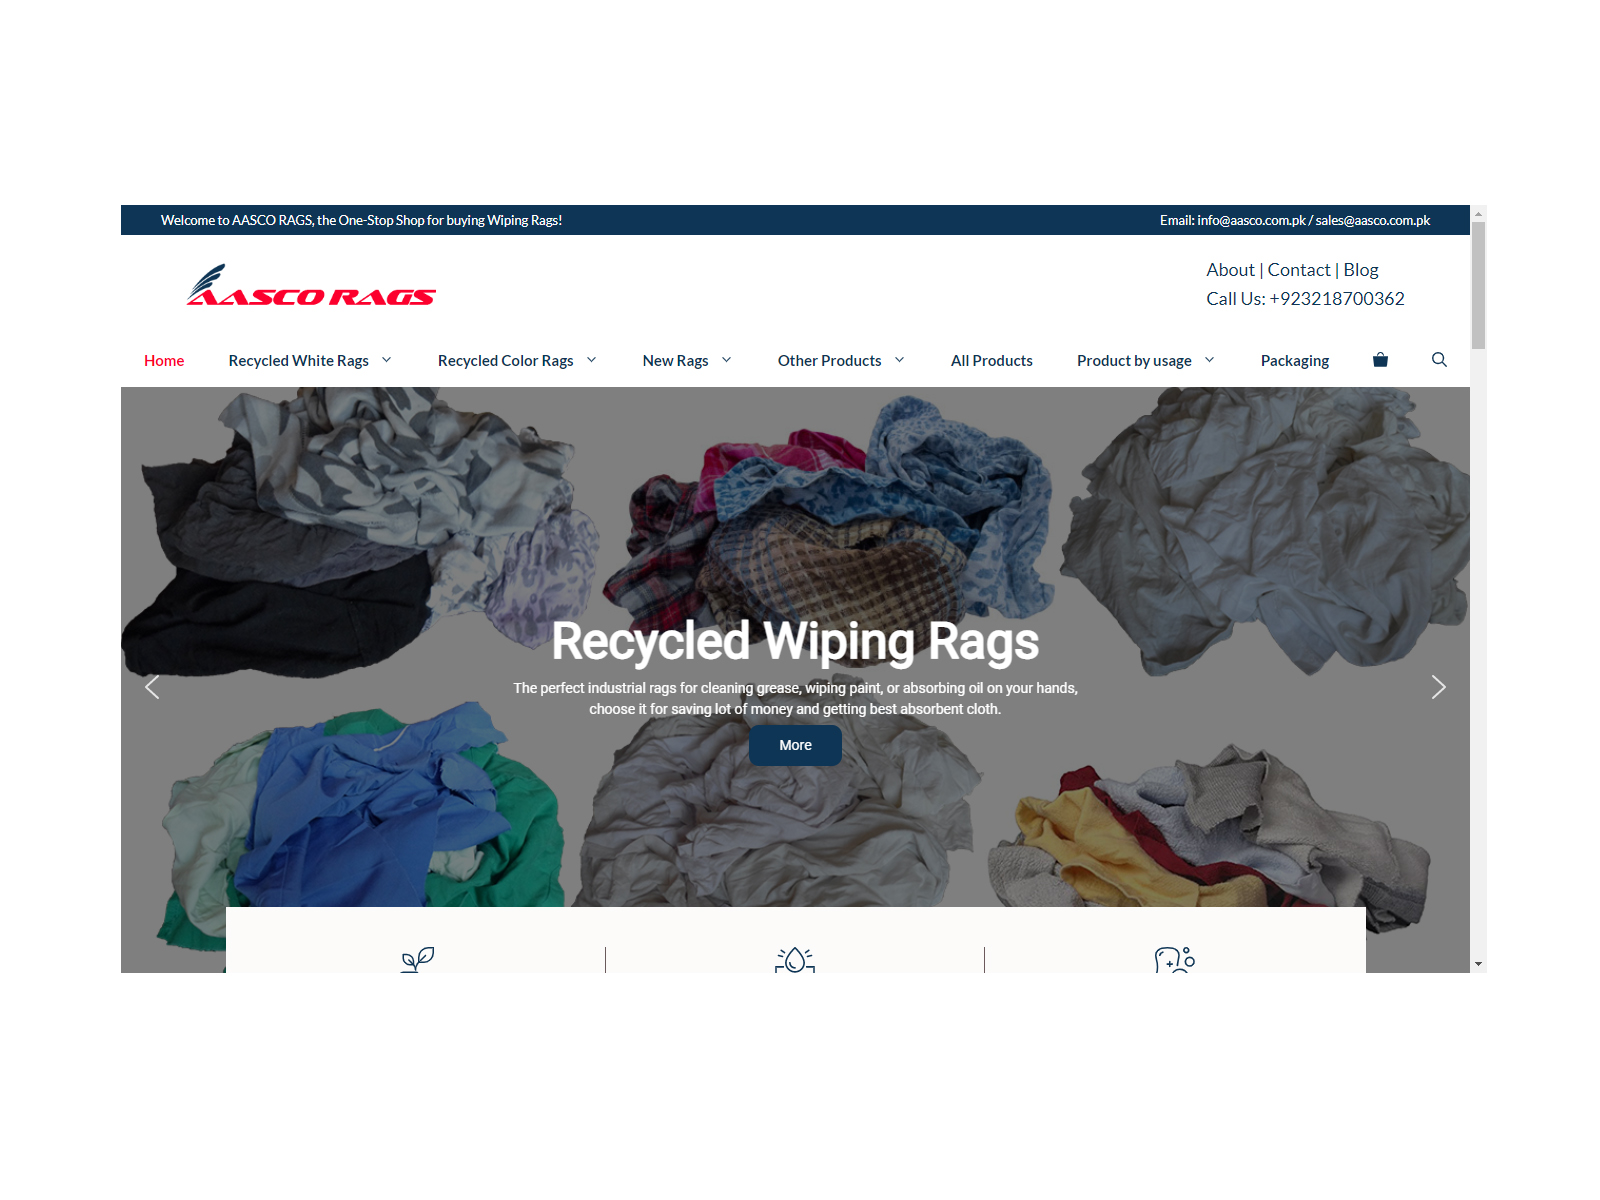 Welcome to AASCO RAGS, the One-Stop Shop for buying Wiping Rags!
Email: info@aasco.com.pk / sales@aasco.com.pk
AASCO RAGS
About | Contact | Blog
Call Us: +923218700362
Home
Recycled White Rags
Recycled Color Rags
New Rags
Other Products
All Products
Product by usage
Packaging
Recycled Wiping Rags
The perfect industrial rags for cleaning grease, wiping paint, or absorbing oil on your hands,
choose it for saving lot of money and getting best absorbent cloth.
More